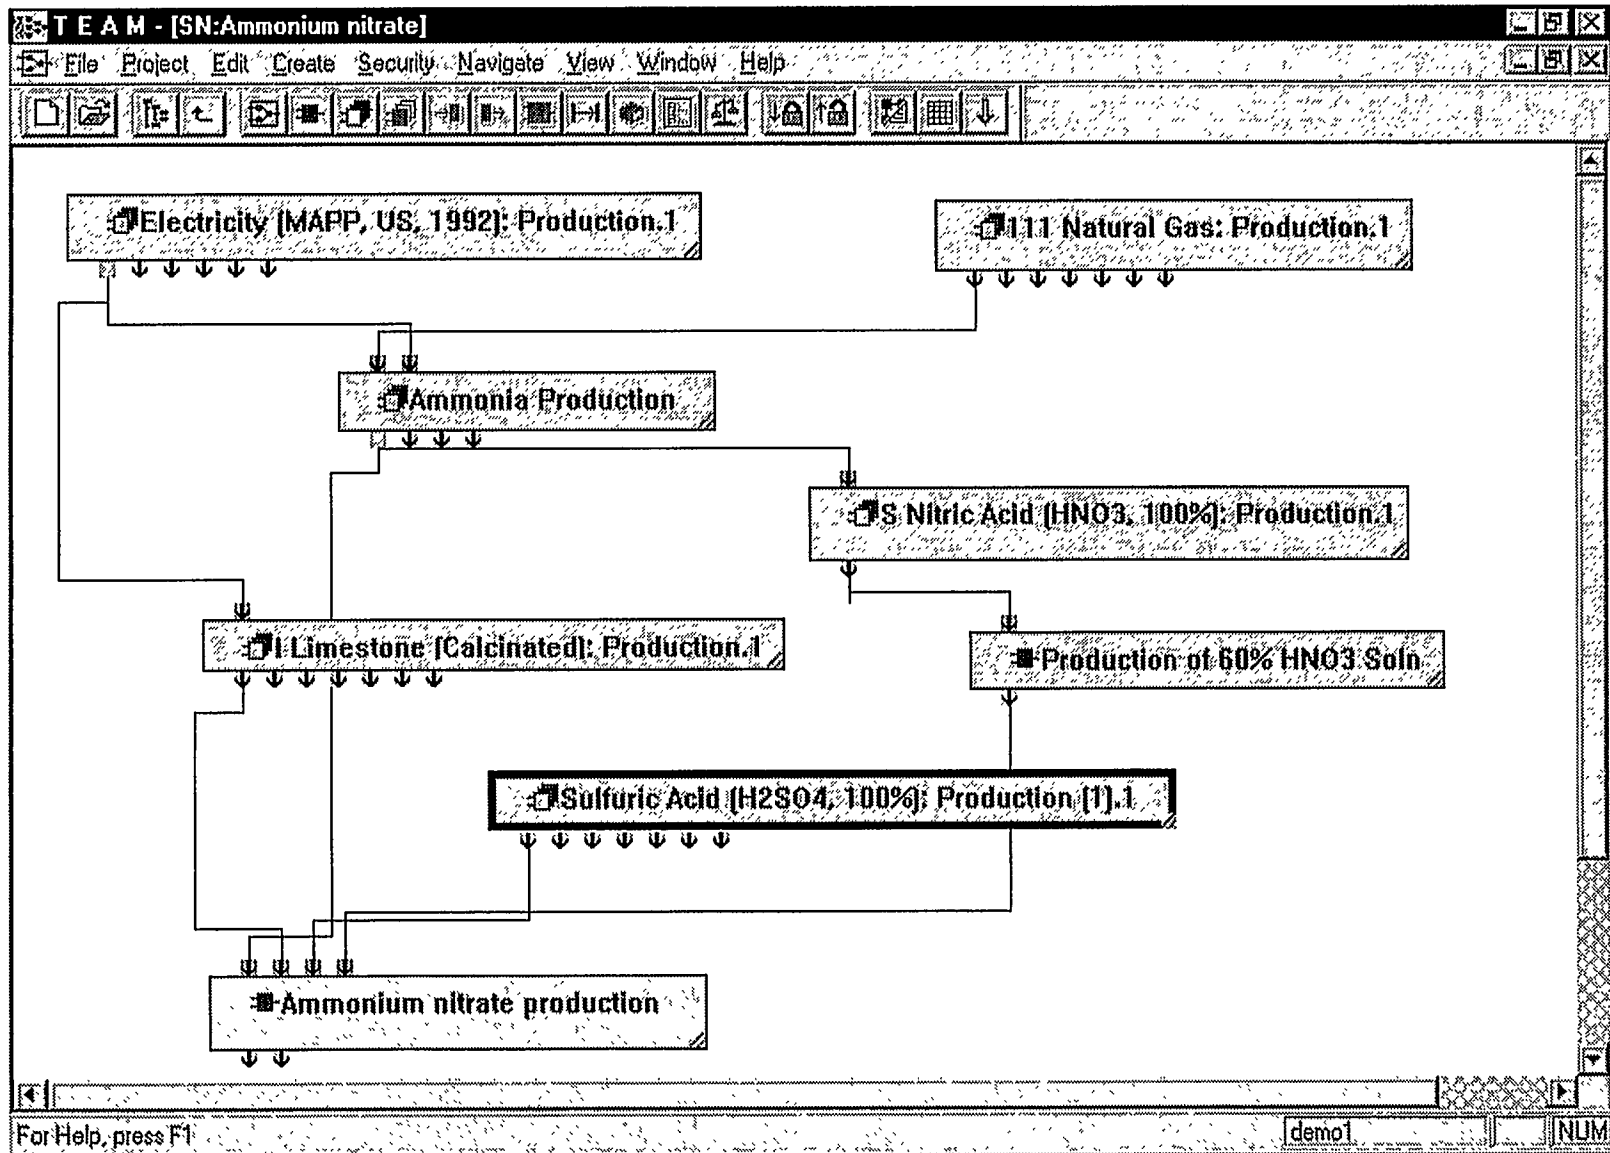 T E A M - [SN:Ammonium nitrate]
File Project Edit Create Security Navigate View Window Help
Electricity (MAPP, US, 1992): Production.1
111 Natural Gas: Production.1
Ammonia Production
S Nitric Acid (HNO3, 100%): Production.1
I Limestone (Calcinated): Production.1
Production of 60% HNO3 Soln
Sulfuric Acid (H2SO4, 100%): Production (1).1
Ammonium nitrate production
For Help, press F1
demo1
NUM